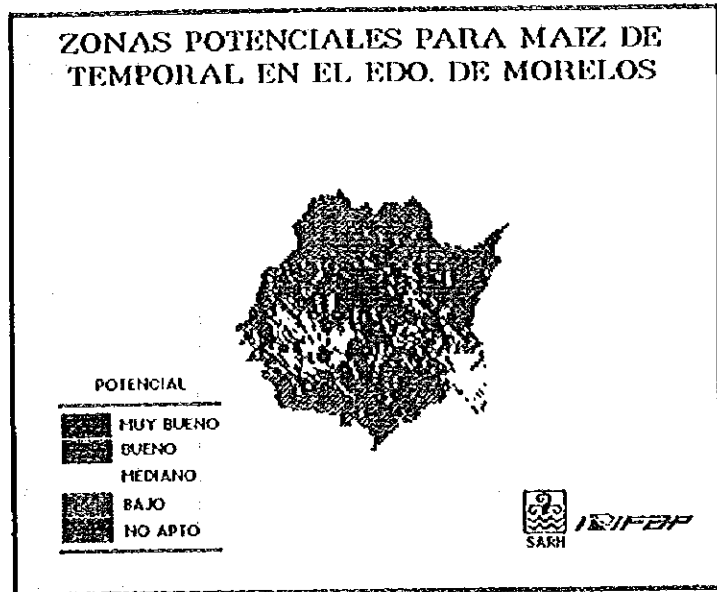 ZONAS POTENCIALES PARA MAIZ DE
TEMPORAL EN EL EDO. DE MORELOS
POTENCIAL
MUY BUENO
BUENO
MEDIANO
BAJO
NO APTO
SARH